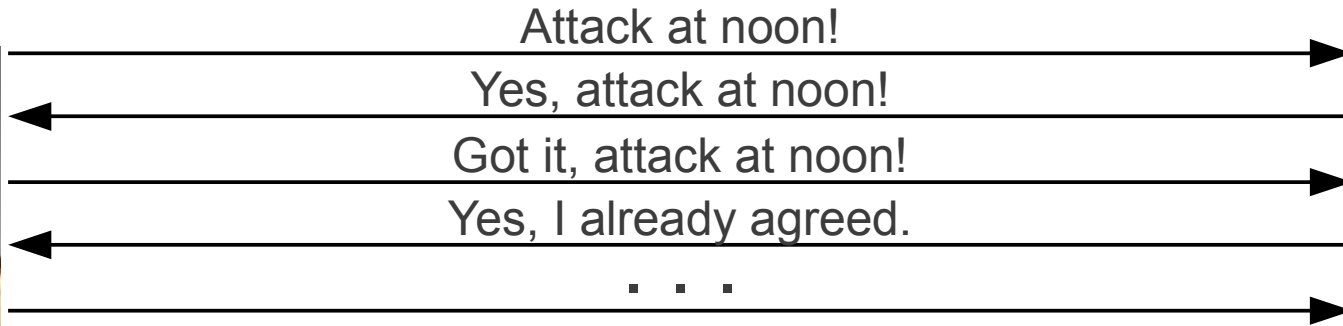 Attack at noon!
Yes, attack at noon!
Got it, attack at noon!
Yes, I already agreed.
. . .